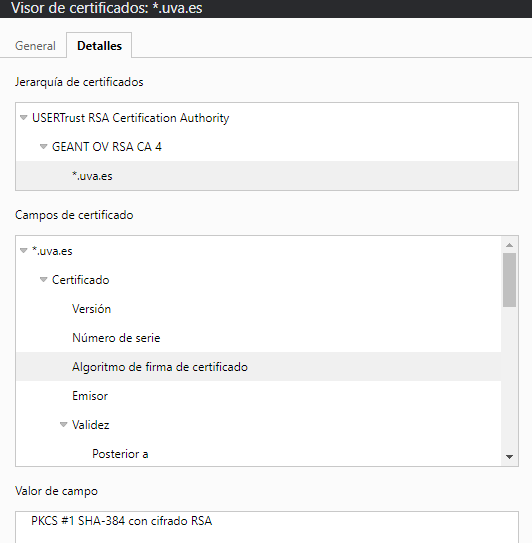 Visor de certificados: *.uva.es
General Detalles
Jerarquía de certificados
USERTrust RSA Certification Authority
GEANT OV RSA CA 4
*.uva.es
Campos de certificado
*.uva.es
Certificado
Versión
Número de serie
Algoritmo de firma de certificado
Emisor
Validez
Posterior a
Valor de campo
PKCS #1 SHA-384 con cifrado RSA